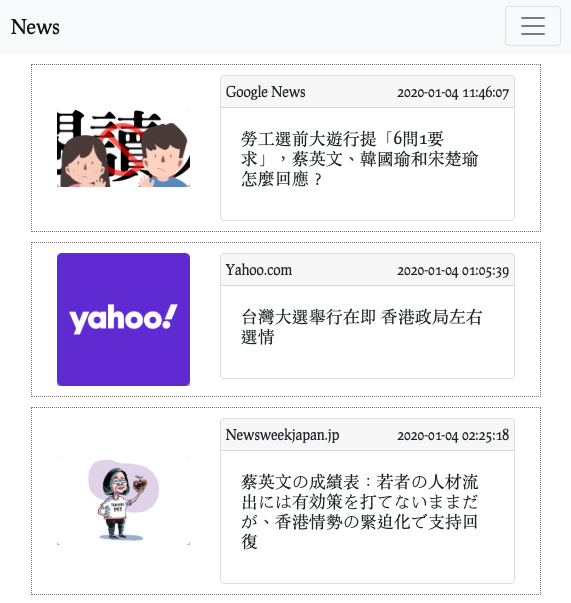 News
Google News 2020-01-04 11:46:07
勞工選前大遊行提「6問1要
求」，蔡英文、韓國瑜和宋楚瑜
怎麼回應？
yahoo!
Yahoo.com 2020-01-04 01:05:39
台灣大選舉行在即 香港政局左右
選情
Newsweekjapan.jp 2020-01-04 02:25:18
蔡英文の成績表：若者の人材流
出には有効策を打てないままだ
が、香港情勢の緊迫化で支持回
復